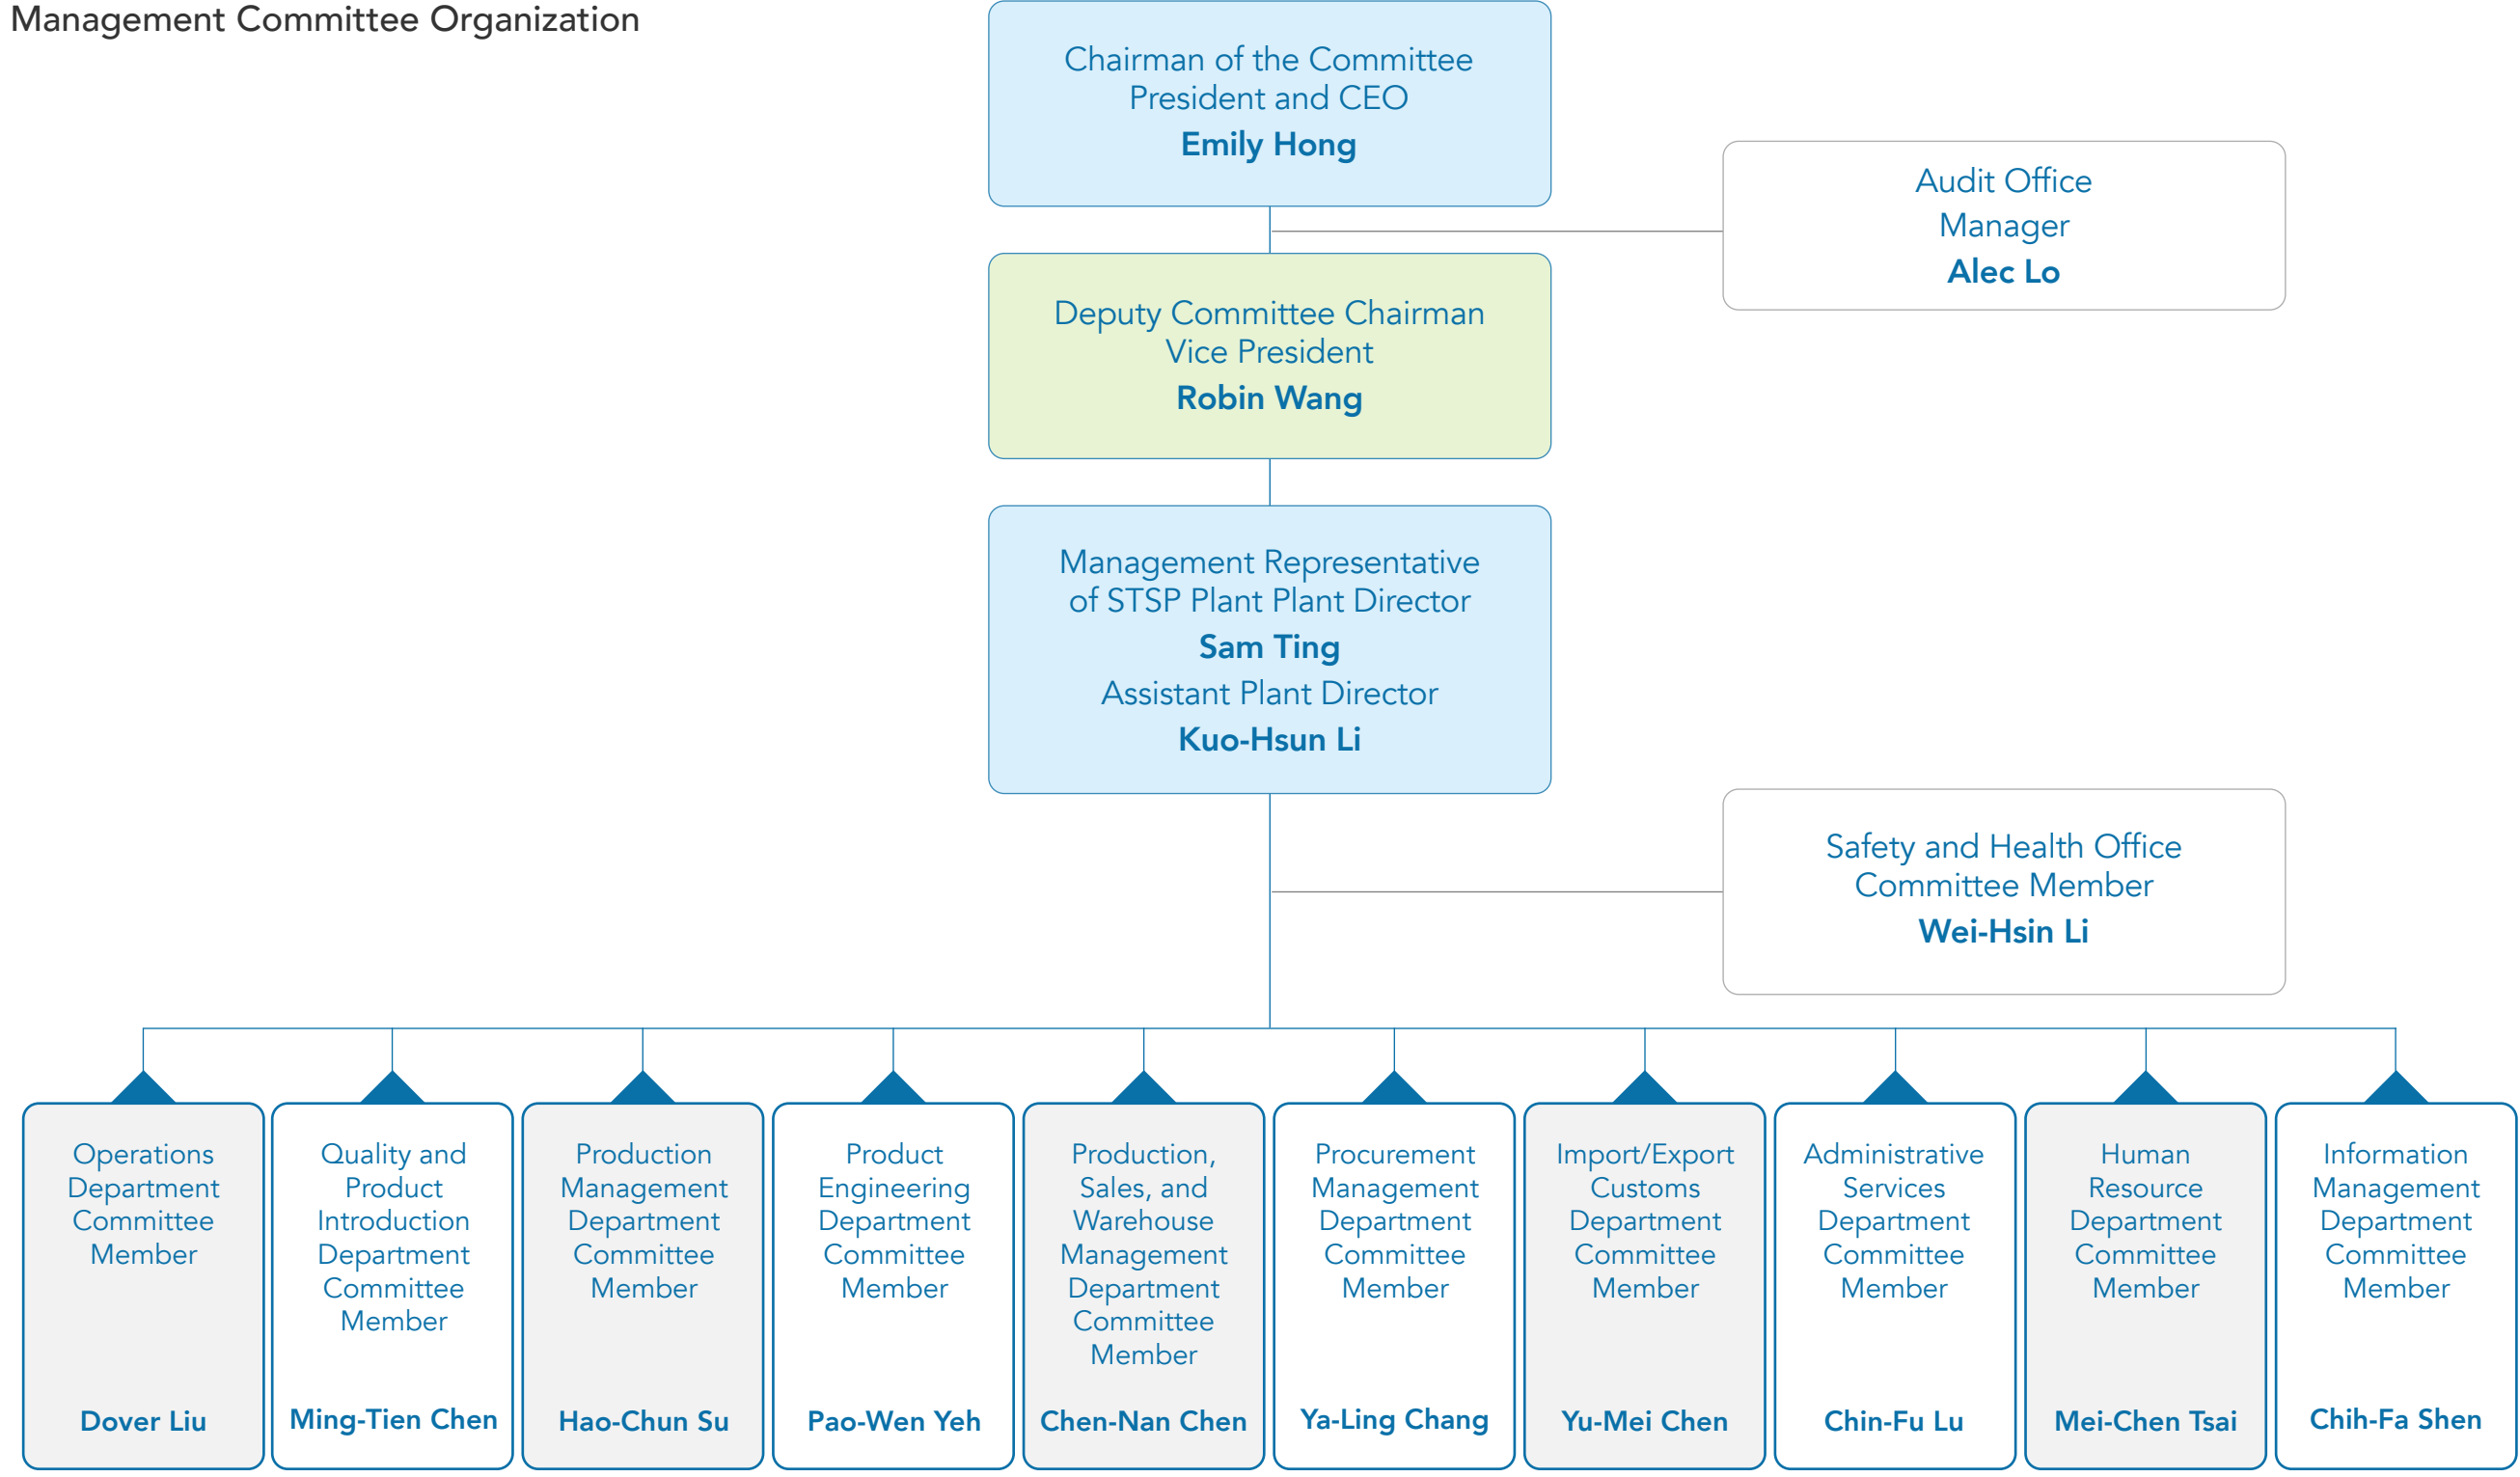 Management Committee Organization
Chairman of the Committee
President and CEO
Emily Hong
Audit Office
Manager
Alec Lo
Deputy Committee Chairman
Vice President
Robin Wang
Management Representative
of STSP Plant Plant Director
Sam Ting
Assistant Plant Director
Kuo-Hsun Li
Safety and Health Office
Committee Member
Wei-Hsin Li
Operations
Department
Committee
Member
Dover Liu
Quality and
Product
Introduction
Department
Committee
Member
Ming-Tien Chen
Production
Management
Department
Committee
Member
Hao-Chun Su
Product
Engineering
Department
Committee
Member
Pao-Wen Yeh
Production,
Sales, and
Warehouse
Management
Department
Committee
Member
Chen-Nan Chen
Procurement
Management
Department
Committee
Member
Ya-Ling Chang
Import/Export
Customs
Department
Committee
Member
Yu-Mei Chen
Administrative
Services
Department
Committee
Member
Chin-Fu Lu
Human
Resource
Department
Committee
Member
Mei-Chen Tsai
Information
Management
Department
Committee
Member
Chih-Fa Shen